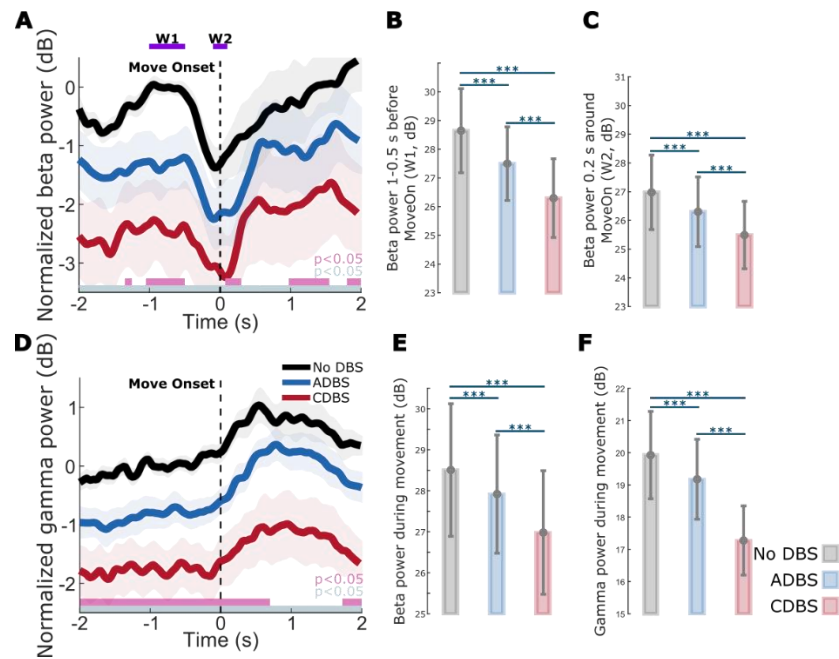 A
W1 W2
Move Onset
Normalized beta power (dB)
0
-1
-2
-3
p<0.05
p<0.05
-2 -1 0 1 2
Time (s)
B
Beta power 1-0.5 s before
MoveOn (W1, dB)
31
30
29
28
27
26
25
24
23
***
*** ***
C
Beta power 0.2 s around
MoveOn (W2, dB)
31
30
29
28
27
26
25
24
23
***
*** ***
D
Move Onset
No DBS
ADBS
CDBS
Normalized gamma power (dB)
1
0
-1
-2
p<0.05
p<0.05
-2 -1 0 1 2
Time (s)
E
Beta power during movement (dB)
31
30
29
28
27
26
25
***
*** ***
F
Gamma power during movement (dB)
22
21
20
19
18
17
16
15
***
*** ***
No DBS
ADBS
CDBS